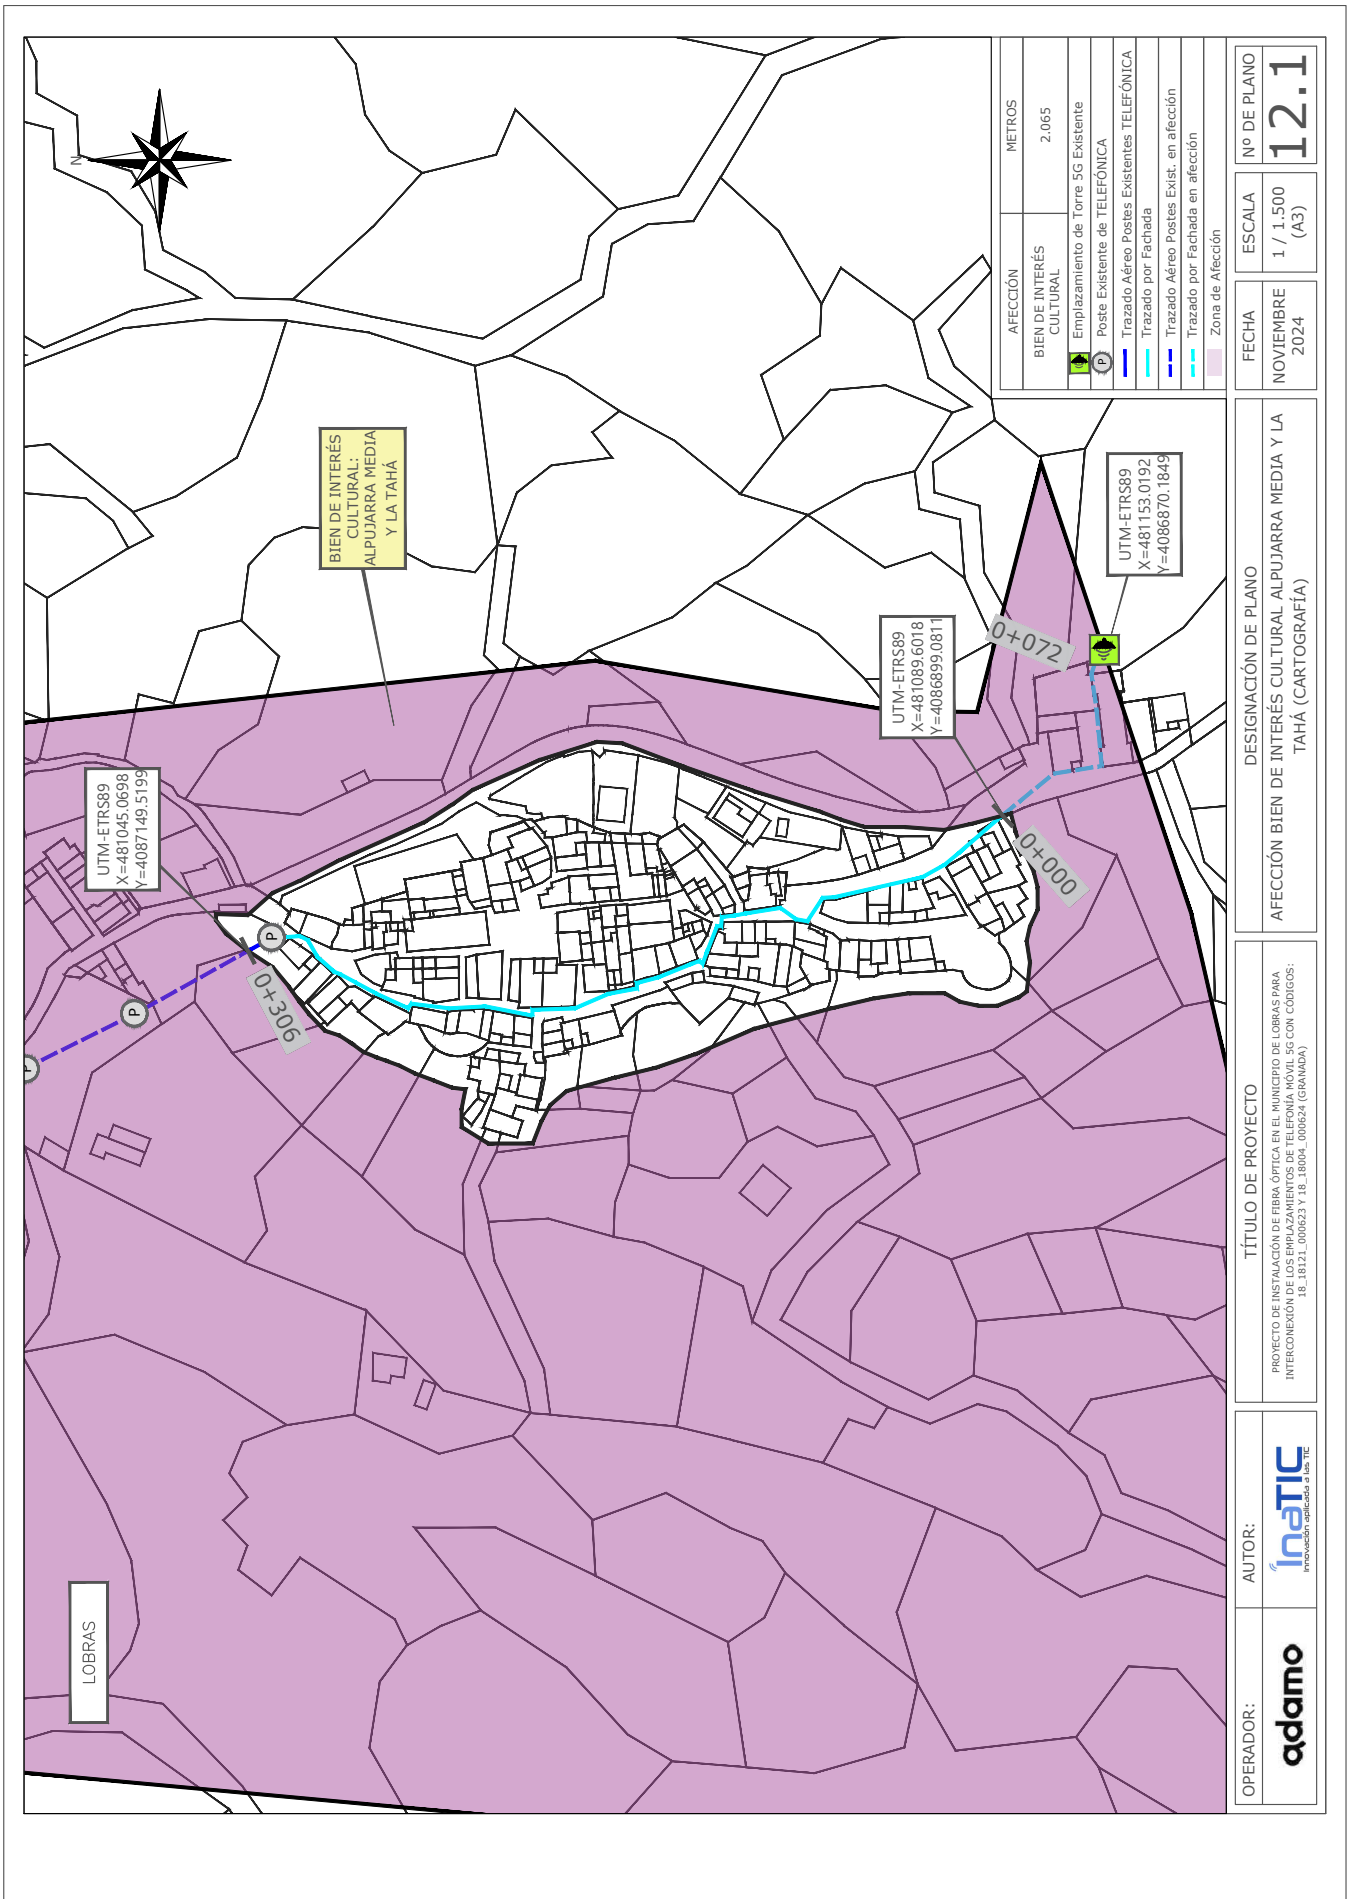 N
UTM-ETRS89
X=481045.0698
Y=4087149.5199
BIEN DE INTERÉS
CULTURAL:
ALPUJARRA MEDIA
Y LA TAHÁ
UTM-ETRS89
X=481089.6018
Y=4086899.0811
UTM-ETRS89
X=481153.0192
Y=4086870.1849
0+072
0+000
0+306
P
P
P
LOBRAS
AFECCIÓN
METROS
BIEN DE INTERÉS
CULTURAL
2.065
Emplazamiento de Torre 5G Existente
P
Poste Existente de TELEFÓNICA
Trazado Aéreo Postes Existentes TELEFÓNICA
Trazado por Fachada
Trazado Aéreo Postes Exist. en afección
Trazado por Fachada en afección
Zona de Afección
OPERADOR:
adamo
AUTOR:
InaTIC
Innovación aplicada a las TIC
TÍTULO DE PROYECTO
PROYECTO DE INSTALACIÓN DE FIBRA ÓPTICA EN EL MUNICIPIO DE LOBRAS PARA
INTERCONEXIÓN DE LOS EMPLAZAMIENTOS DE TELEFONÍA MÓVIL 5G CON CÓDIGOS:
18_18121_000623 Y 18_18004_000624 (GRANADA)
DESIGNACIÓN DE PLANO
AFECCIÓN BIEN DE INTERÉS CULTURAL ALPUJARRA MEDIA Y LA
TAHÁ (CARTOGRAFÍA)
FECHA
NOVIEMBRE
2024
ESCALA
1 / 1.500
(A3)
Nº DE PLANO
12.1